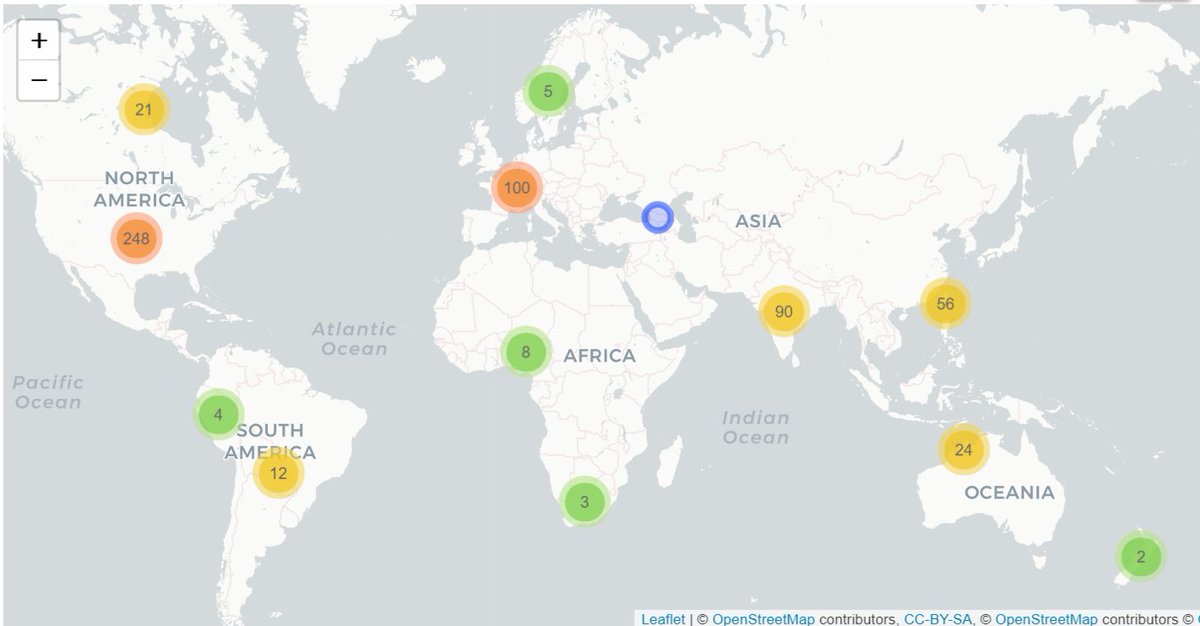 +
−
5
21
NORTH
AMERICA
100
248
ASIA
90
56
Atlantic
Ocean
8
AFRICA
Pacific
Ocean
4
SOUTH
AMERICA
12
Indian
Ocean
24
OCEANIA
3
2
Leaflet | © OpenStreetMap contributors, CC-BY-SA, © OpenStreetMap contributors ©